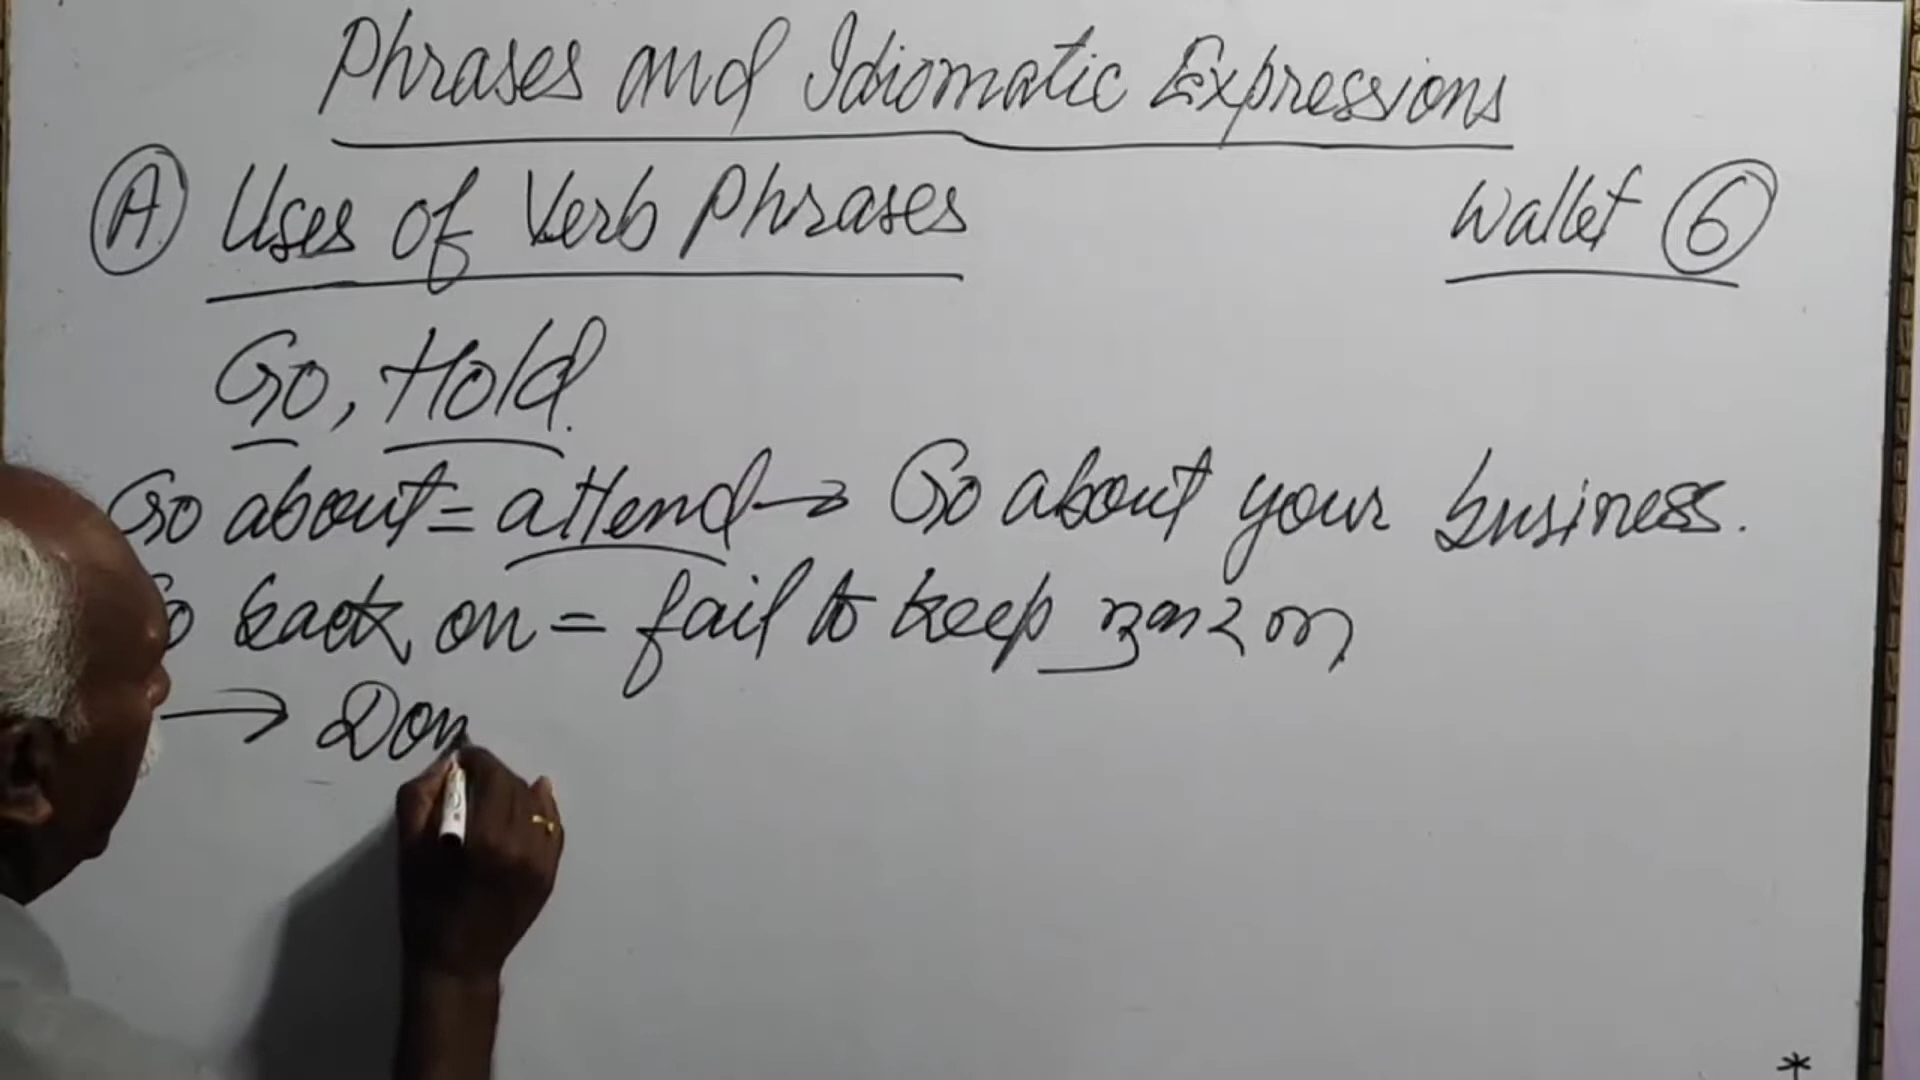 Phrases and Idiomatic Expressions
A Uses of Verb Phrases
Wallet 6
Go, Hold.
Go about = attend → Go about your business.
back on = fail to keep
→ Don
*